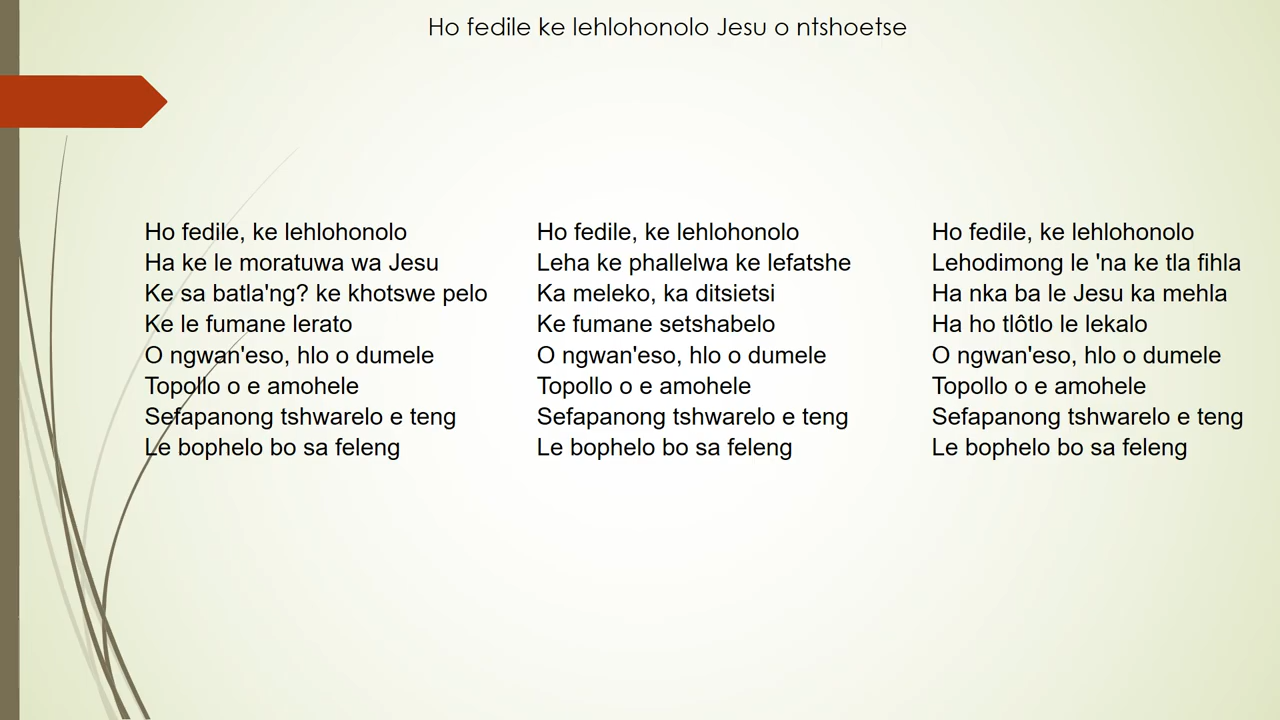 Ho fedile ke lehlohonolo Jesu o ntshoetse
Ho fedile, ke lehlohonolo
Ha ke le moratuwa wa Jesu
Ke sa batla'ng? ke khotswe pelo
Ke le fumane lerato
O ngwan'eso, hlo o dumele
Topollo o e amohele
Sefapanong tshwarelo e teng
Le bophelo bo sa feleng
Ho fedile, ke lehlohonolo
Leha ke phallelwa ke lefatshe
Ka meleko, ka ditsietsi
Ke fumane setshabelo
O ngwan'eso, hlo o dumele
Topollo o e amohele
Sefapanong tshwarelo e teng
Le bophelo bo sa feleng
Ho fedile, ke lehlohonolo
Lehodimong le 'na ke tla fihla
Ha nka ba le Jesu ka mehla
Ha ho tlôtlo le lekalo
O ngwan'eso, hlo o dumele
Topollo o e amohele
Sefapanong tshwarelo e teng
Le bophelo bo sa feleng